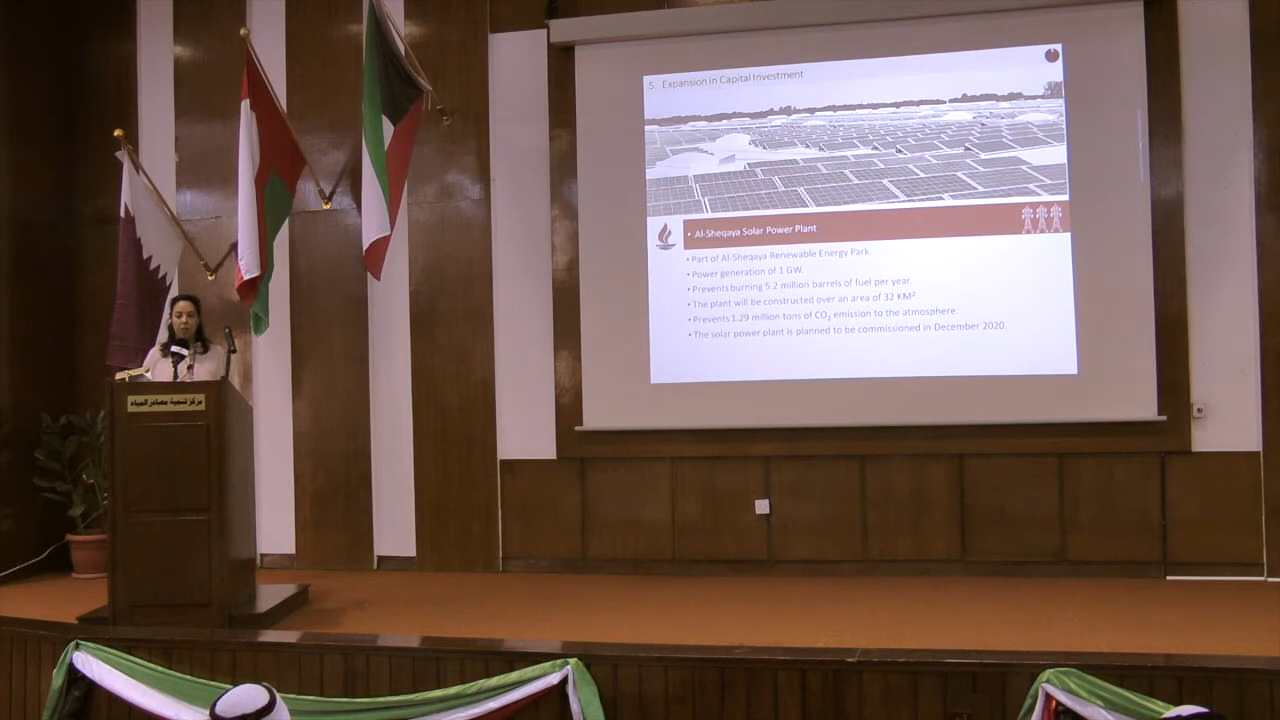 5. Expansion in Capital Investment
• Al-Sheqaya Solar Power Plant
• Part of Al-Sheqaya Renewable Energy Park.
• Power generation of 1 GW.
• Prevents burning 5.2 million barrels of fuel per year.
• The plant will be constructed over an area of 32 KM².
• Prevents 1.29 million tons of CO₂ emission to the atmosphere.
• The solar power plant is planned to be commissioned in December 2020.
مركز تنمية مصادر المياه